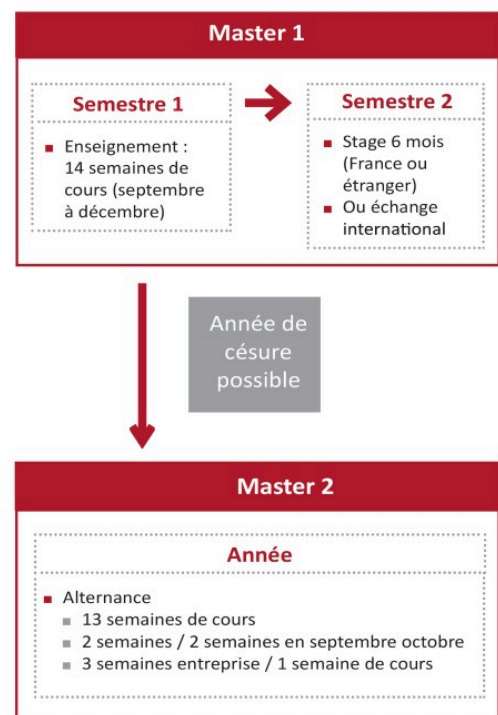 Master 1
Semestre 1
Enseignement :
14 semaines de
cours (septembre
à décembre)
Semestre 2
Stage 6 mois
(France ou
étranger)
Ou échange
international
Année de
césure
possible
Master 2
Année
Alternance
13 semaines de cours
2 semaines / 2 semaines en septembre octobre
3 semaines entreprise / 1 semaine de cours